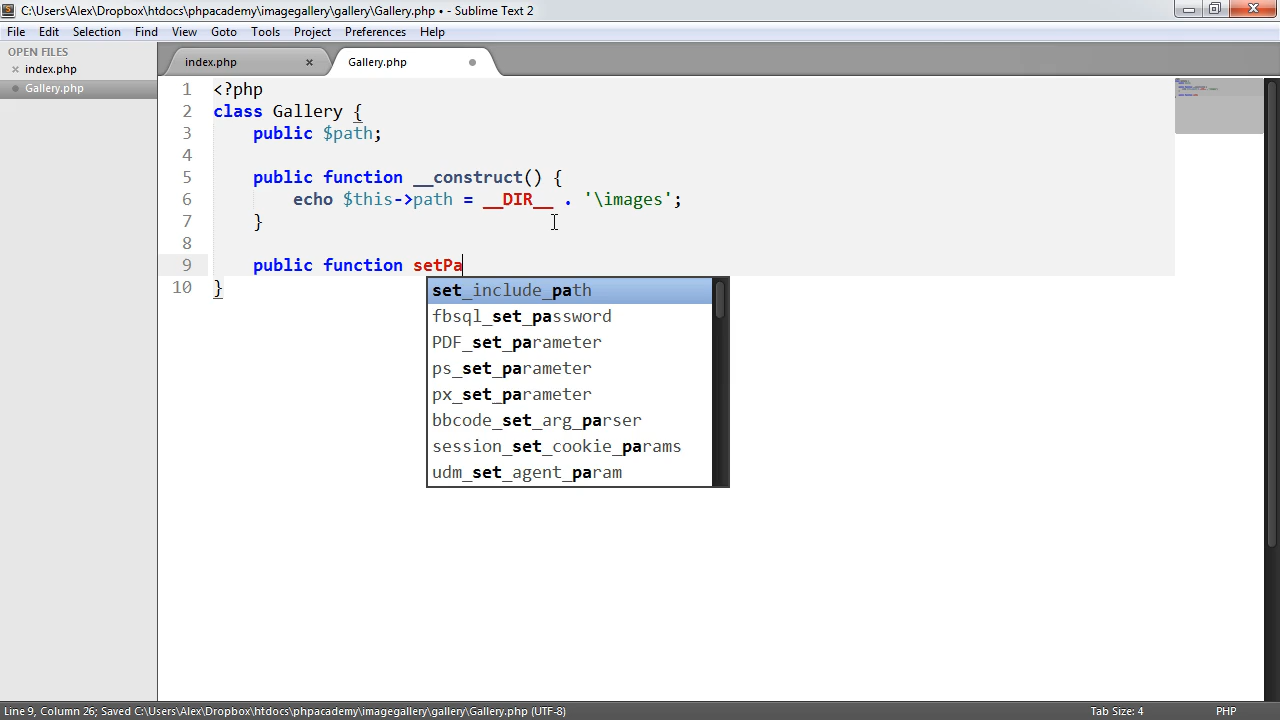 C:\Users\Alex\Dropbox\htdocs\phpacademy\imagegallery\gallery\Gallery.php • - Sublime Text 2
File Edit Selection Find View Goto Tools Project Preferences Help
OPEN FILES
index.php
Gallery.php
index.php Gallery.php
1 <?php
2 class Gallery {
3 public $path;
4
5 public function __construct() {
6 echo $this->path = __DIR__ . '\images';
7 }
8
9 public function setPa
10 }
set_include_path
fbsql_set_password
PDF_set_parameter
ps_set_parameter
px_set_parameter
bbcode_set_arg_parser
session_set_cookie_params
udm_set_agent_param
Line 9, Column 26; Saved C:\Users\Alex\Dropbox\htdocs\phpacademy\imagegallery\gallery\Gallery.php (UTF-8) Tab Size: 4 PHP